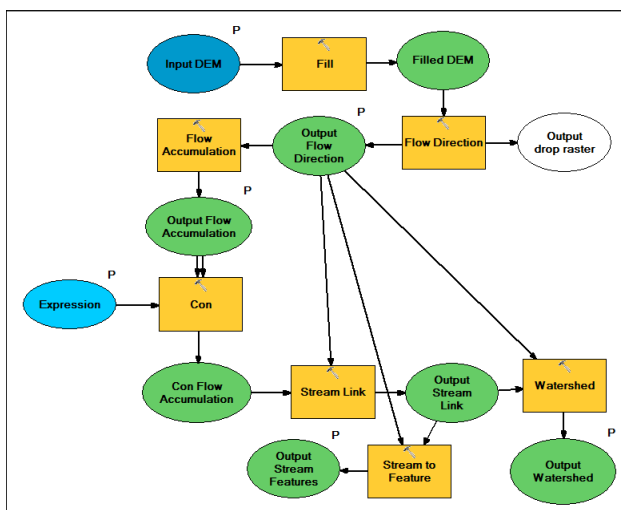 P
Input DEM
Fill
Filled DEM
P
Flow
Accumulation
Output
Flow
Direction
Flow Direction
Output
drop raster
P
Output Flow
Accumulation
P
Expression
Con
Con Flow
Accumulation
Stream Link
Output
Stream
Link
Watershed
P
Output
Stream
Features
Stream to
Feature
P
Output
Watershed